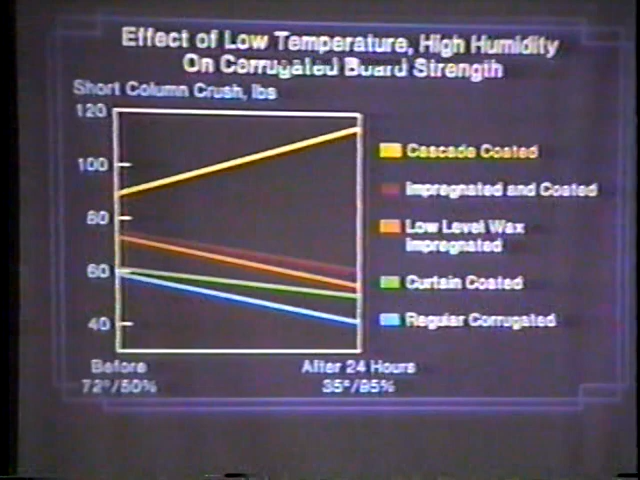 Effect of Low Temperature, High Humidity
On Corrugated Board Strength
Short Column Crush, lbs
120
100
80
60
40
Before
72°/50%
After 24 Hours
35°/95%
Cascade Coated
Impregnated and Coated
Low Level Wax
Impregnated
Curtain Coated
Regular Corrugated